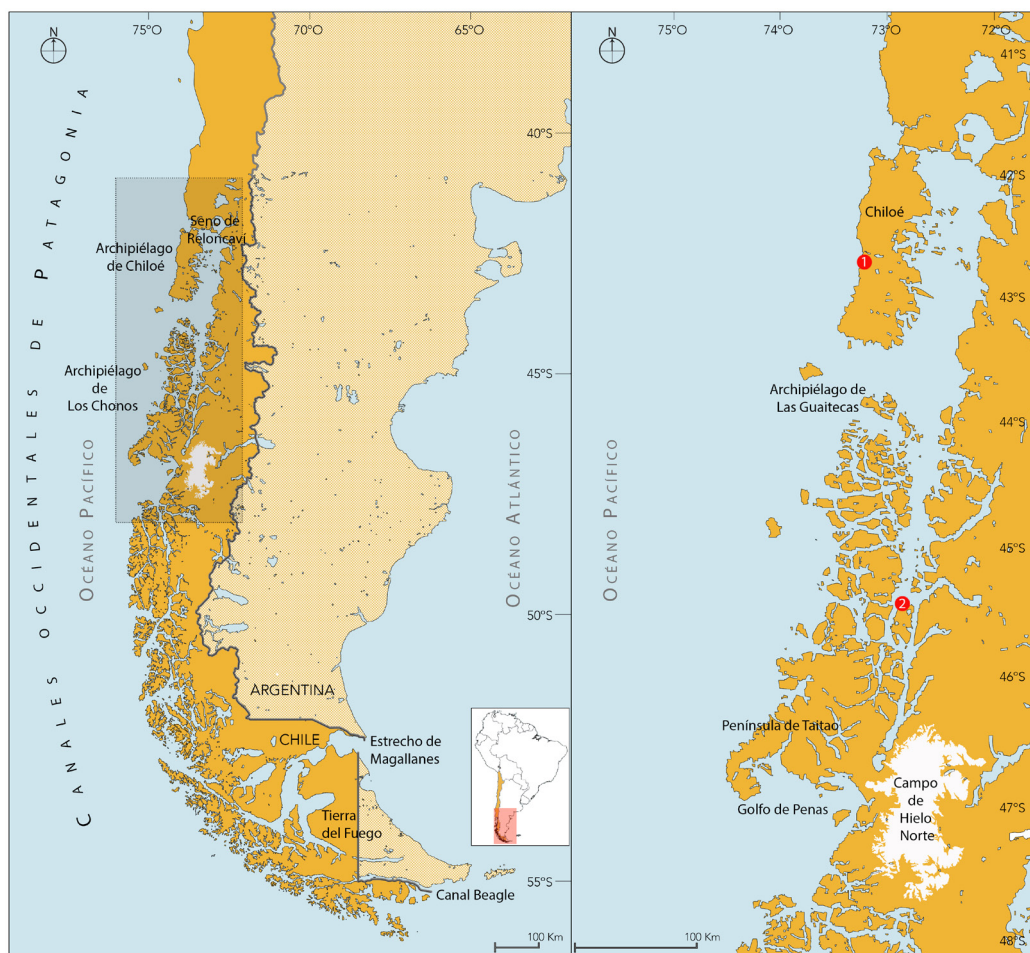 N
75°O
70°O
65°O
40°S
45°S
50°S
55°S
CANALES OCCIDENTALES DE PATAGONIA
Seno de
Reloncaví
Archipiélago
de Chiloé
Archipiélago
de
Los Chonos
OCÉANO PACÍFICO
OCÉANO ATLÁNTICO
ARGENTINA
CHILE
Estrecho de
Magallanes
Tierra
del Fuego
Canal Beagle
100 Km
N
75°O
73°O
72°O
41°S
42°S
43°S
44°S
45°S
46°S
47°S
48°S
OCÉANO PACÍFICO
Chiloé
1
Archipiélago de
Las Guaitecas
2
Península de Taitao
Golfo de Penas
Campo
de
Hielo
Norte
100 Km